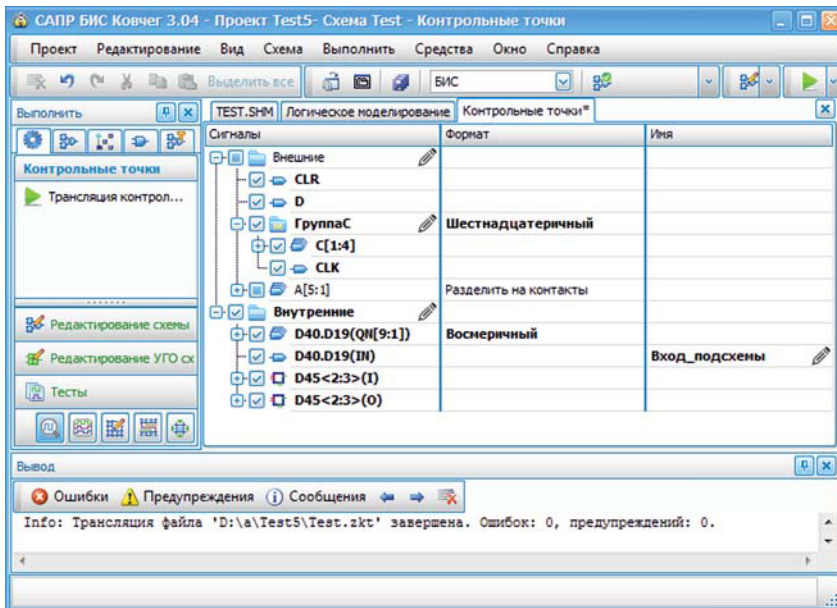 САПР БИС Ковчег 3.04 - Проект Test5- Схема Test - Контрольные точки
Проект Редактирование Вид Схема Выполнить Средства Окно Справка
Выделить все БИС
Выполнить
TEST.SHM Логическое моделирование Контрольные точки*
Контрольные точки
Трансляция контрол...
Редактирование схемы
Редактирование УГО сх
Тесты
Сигналы Формат Имя
Внешние
CLR
D
ГруппаС Шестнадцатеричный
C[1:4]
CLK
A[5:1] Разделить на контакты
Внутренние
D40.D19(QN[9:1]) Восмеричный
D40.D19(IN) Вход_подсхемы
D45<2:3>(I)
D45<2:3>(O)
Вывод
Ошибки Предупреждения Сообщения
Info: Трансляция файла 'D:\a\Test5\Test.zkt' завершена. Ошибок: 0, предупреждений: 0.